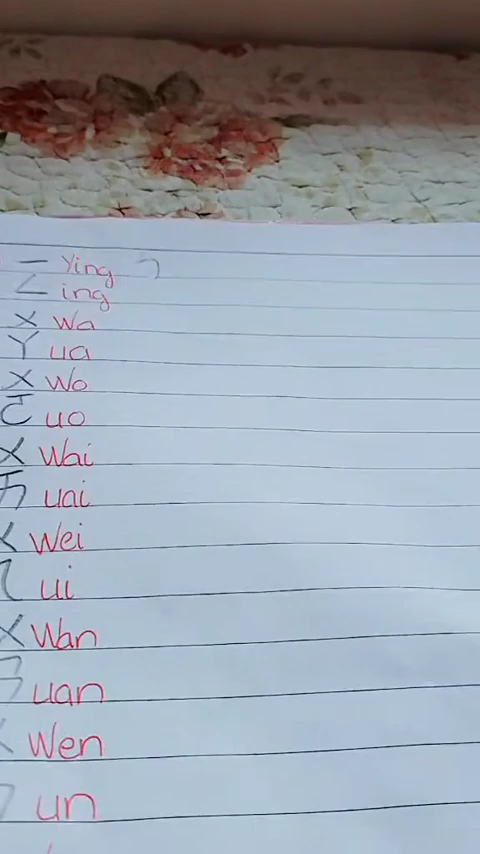 ㄧ Ying
ㄥ ing
ㄨ Wa
ㄚ ua
ㄨ Wo
ㄛ uo
ㄨ Wai
ㄞ uai
ㄨ Wei
ㄟ ui
ㄨ Wan
ㄢ uan
ㄨ Wen
ㄣ un